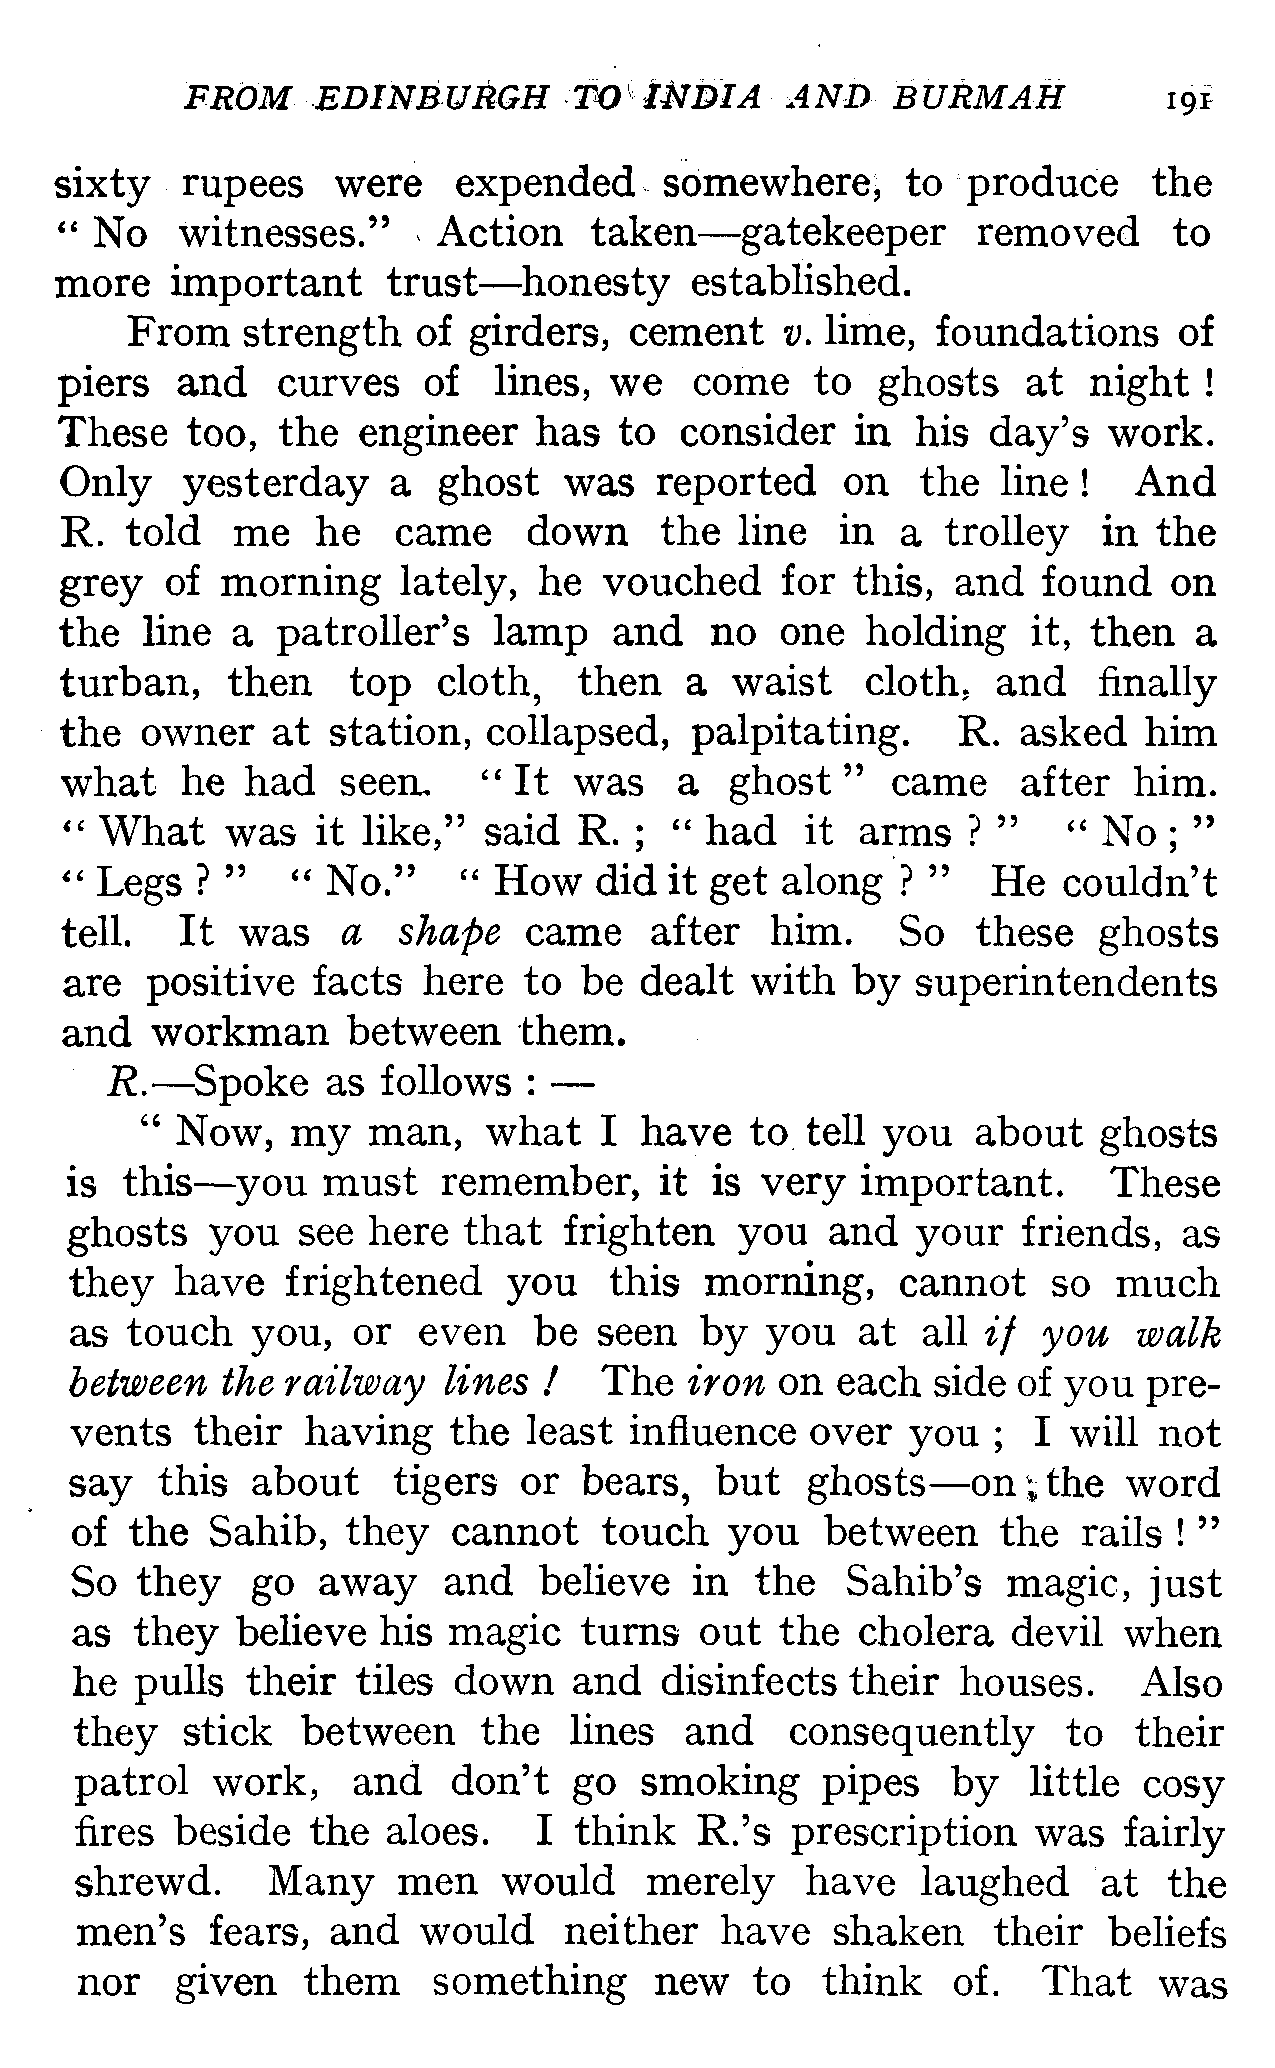 FROM EDINBURGH TO INDIA AND BURMAH 191
sixty rupees were expended somewhere, to produce the
“ No witnesses.” Action taken—gatekeeper removed to
more important trust—honesty established.
From strength of girders, cement v. lime, foundations of
piers and curves of lines, we come to ghosts at night !
These too, the engineer has to consider in his day’s work.
Only yesterday a ghost was reported on the line ! And
R. told me he came down the line in a trolley in the
grey of morning lately, he vouched for this, and found on
the line a patroller’s lamp and no one holding it, then a
turban, then top cloth, then a waist cloth, and finally
the owner at station, collapsed, palpitating. R. asked him
what he had seen. “ It was a ghost ” came after him.
“ What was it like,” said R. ; “ had it arms ? ” “ No ; ”
“ Legs ? ” “ No.” “ How did it get along ? ” He couldn’t
tell. It was a shape came after him. So these ghosts
are positive facts here to be dealt with by superintendents
and workman between them.
R.—Spoke as follows : —
“ Now, my man, what I have to tell you about ghosts
is this—you must remember, it is very important. These
ghosts you see here that frighten you and your friends, as
they have frightened you this morning, cannot so much
as touch you, or even be seen by you at all if you walk
between the railway lines ! The iron on each side of you pre-
vents their having the least influence over you ; I will not
say this about tigers or bears, but ghosts—on the word
of the Sahib, they cannot touch you between the rails ! ”
So they go away and believe in the Sahib’s magic, just
as they believe his magic turns out the cholera devil when
he pulls their tiles down and disinfects their houses. Also
they stick between the lines and consequently to their
patrol work, and don’t go smoking pipes by little cosy
fires beside the aloes. I think R.’s prescription was fairly
shrewd. Many men would merely have laughed at the
men’s fears, and would neither have shaken their beliefs
nor given them something new to think of. That was